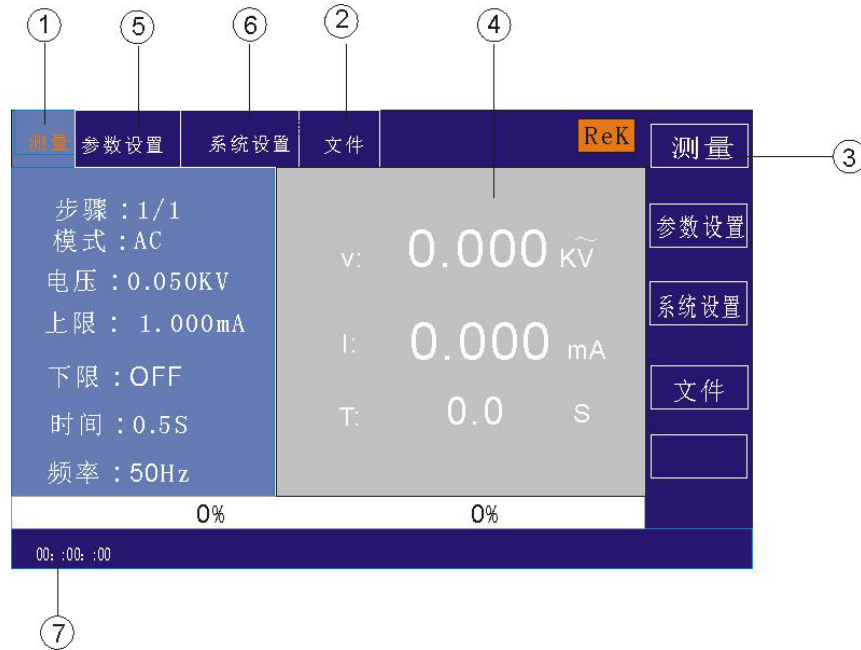 1 5 6 2 4
测量 参数设置 系统设置 文件 ReK 测量
3
步骤:1/1
模式:AC
参数设置
v: 0.000 KV
电压:0.050KV
系统设置
上限: 1.000mA
I: 0.000 mA
下限:OFF
文件
时间:0.5S
T: 0.0 S
频率:50Hz
0% 0%
00: :00: :00
7